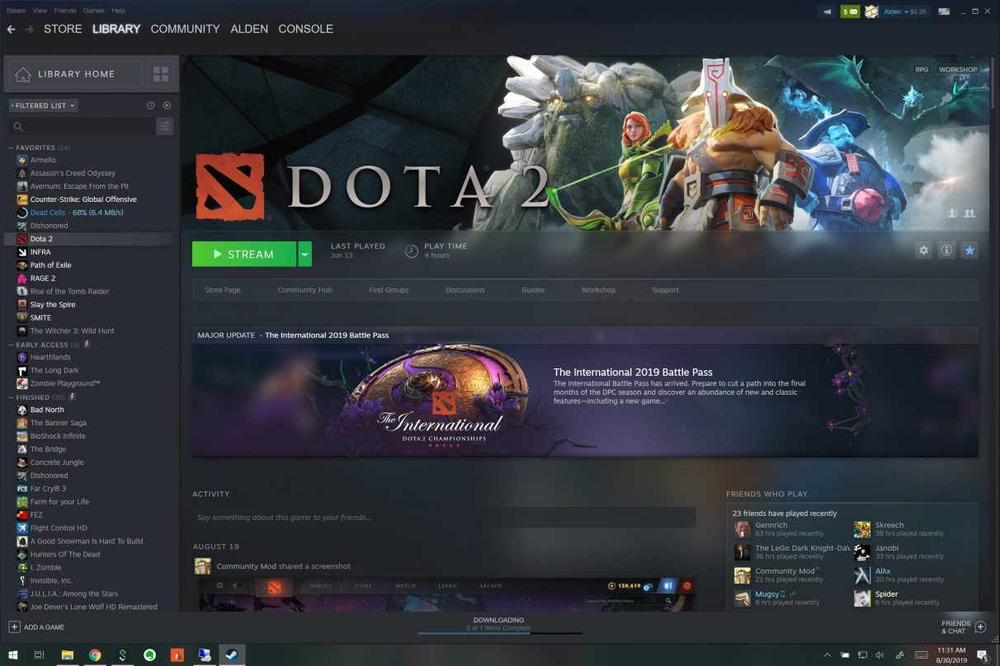 Steam View Friends Games Help
5
Alden $5.26
STORE LIBRARY COMMUNITY ALDEN CONSOLE
LIBRARY HOME
FILTERED LIST
FAVORITES (14)
Armello
Assassin's Creed Odyssey
Avernum: Escape From the Pit
Counter-Strike: Global Offensive
Dead Cells - 68% (6.4 MB/s)
Dishonored
Dota 2
INFRA
Path of Exile
RAGE 2
Rise of the Tomb Raider
Slay the Spire
SMITE
The Witcher 3: Wild Hunt
EARLY ACCESS (3)
Hearthlands
The Long Dark
Zombie Playground™
FINISHED (33)
Bad North
The Banner Saga
BioShock Infinite
The Bridge
Concrete Jungle
Dishonored
FC3 Far Cry® 3
Farm for your Life
FEZ
Flight Control HD
A Good Snowman Is Hard To Build
Hunters Of The Dead
I, Zombie
Invisible, Inc.
J.U.L.I.A.: Among the Stars
Joe Dever's Lone Wolf HD Remastered
ADD A GAME
RPG WORKSHOP
DOTA 2
STREAM
LAST PLAYED
Jun 13
PLAY TIME
4 hours
Store Page Community Hub Find Groups Discussions Guides Workshop Support
MAJOR UPDATE - The International 2019 Battle Pass
The International
DOTA 2 CHAMPIONSHIPS
The International 2019 Battle Pass
The International Battle Pass has arrived. Prepare to cut a path into the final
months of the DPC season and discover an abundance of new and classic
features—including a new game...
ACTIVITY
Say something about this game to your friends...
AUGUST 19
Community Mod shared a screenshot
HEROES STORE WATCH LEARN ARCADE
150,619
Search for Armory Items
FRIENDS WHO PLAY
23 friends have played recently
Gennrich
63 hrs played recently
Skreech
38 hrs played recently
The LeGo Dark Knight-DaV
36 hrs played recently
Janobi
33 hrs played recently
Community Mod*
21 hrs played recently
Alλx
20 hrs played recently
Mugsy
8 hrs played recently
Spider
6 hrs played recently
DOWNLOADING
0 of 1 Items Complete
FRIENDS
& CHAT
11:31 AM
8/30/2019
5